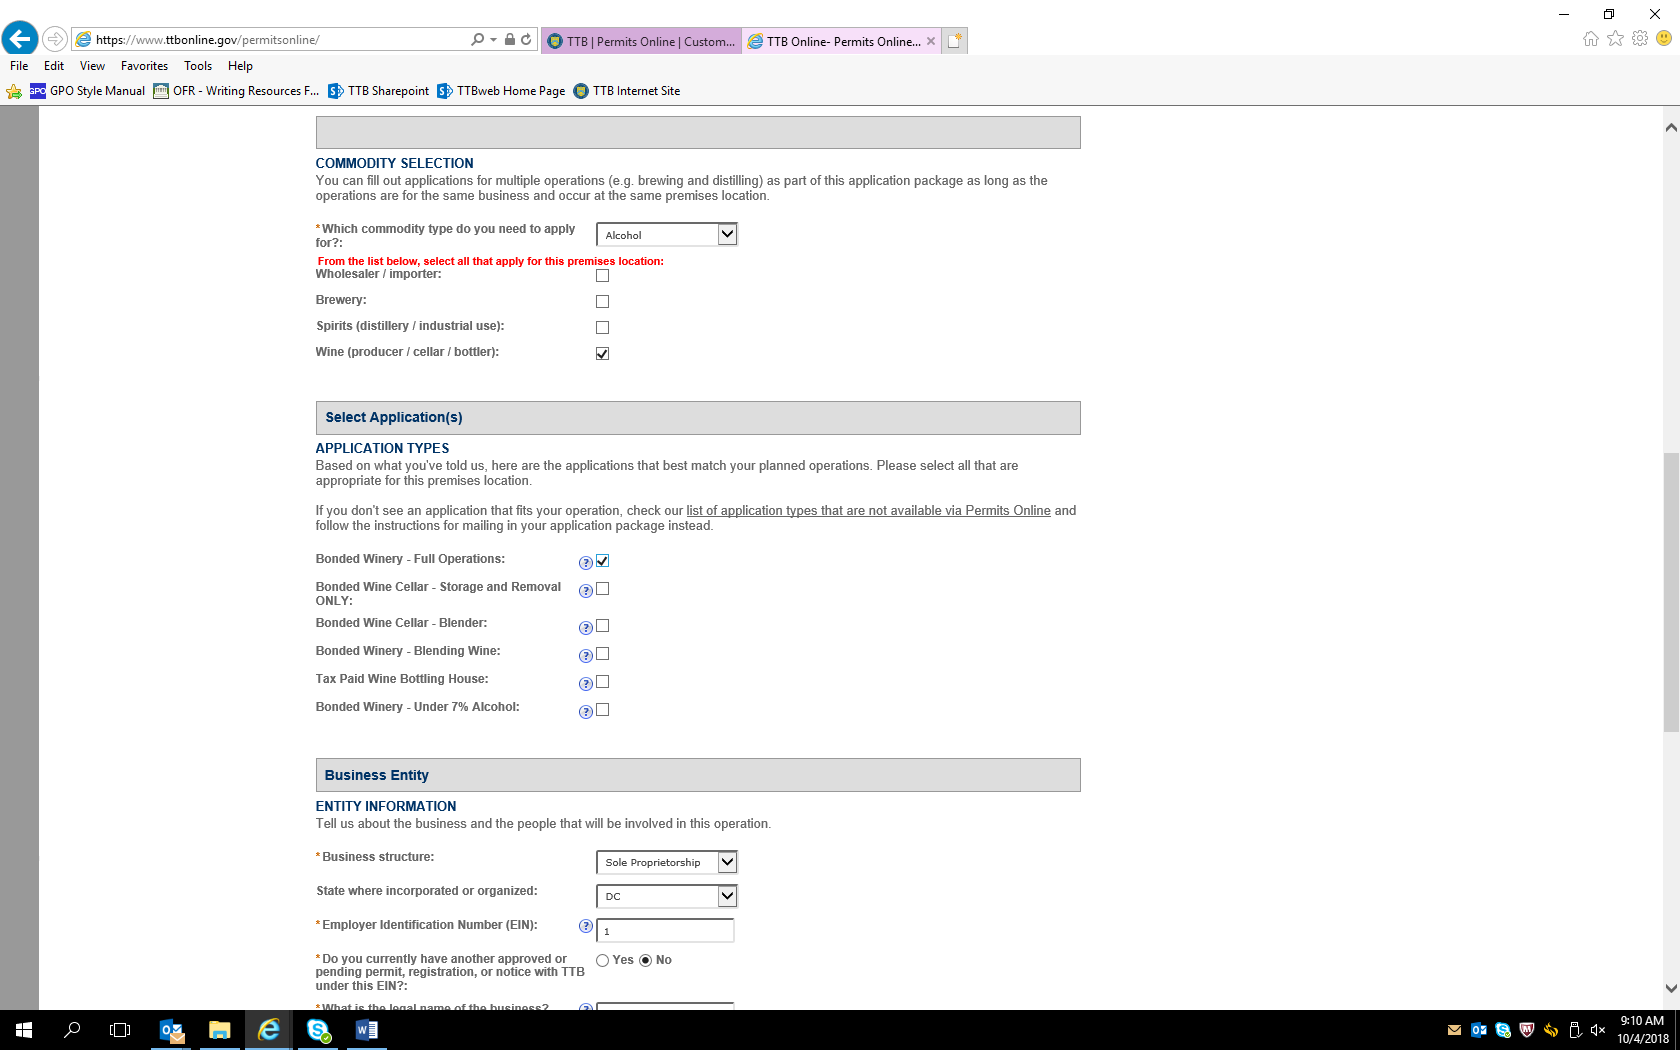 https://www.ttbonline.gov/permitsonline/
TTB | Permits Online | Custom...
TTB Online- Permits Online...
File Edit View Favorites Tools Help
GPO GPO Style Manual OFR - Writing Resources F... TTB Sharepoint TTBweb Home Page TTB Internet Site
COMMODITY SELECTION
You can fill out applications for multiple operations (e.g. brewing and distilling) as part of this application package as long as the
operations are for the same business and occur at the same premises location.
*Which commodity type do you need to apply
for?:
Alcohol
From the list below, select all that apply for this premises location:
Wholesaler / importer:
Brewery:
Spirits (distillery / industrial use):
Wine (producer / cellar / bottler):
Select Application(s)
APPLICATION TYPES
Based on what you've told us, here are the applications that best match your planned operations. Please select all that are
appropriate for this premises location.
If you don't see an application that fits your operation, check our list of application types that are not available via Permits Online and
follow the instructions for mailing in your application package instead.
Bonded Winery - Full Operations: ?
Bonded Wine Cellar - Storage and Removal
ONLY: ?
Bonded Wine Cellar - Blender: ?
Bonded Winery - Blending Wine: ?
Tax Paid Wine Bottling House: ?
Bonded Winery - Under 7% Alcohol: ?
Business Entity
ENTITY INFORMATION
Tell us about the business and the people that will be involved in this operation.
*Business structure: Sole Proprietorship
State where incorporated or organized: DC
*Employer Identification Number (EIN): ? 1
*Do you currently have another approved or
pending permit, registration, or notice with TTB
under this EIN?:
Yes No
*What is the legal name of the business? ?
9:10 AM
10/4/2018